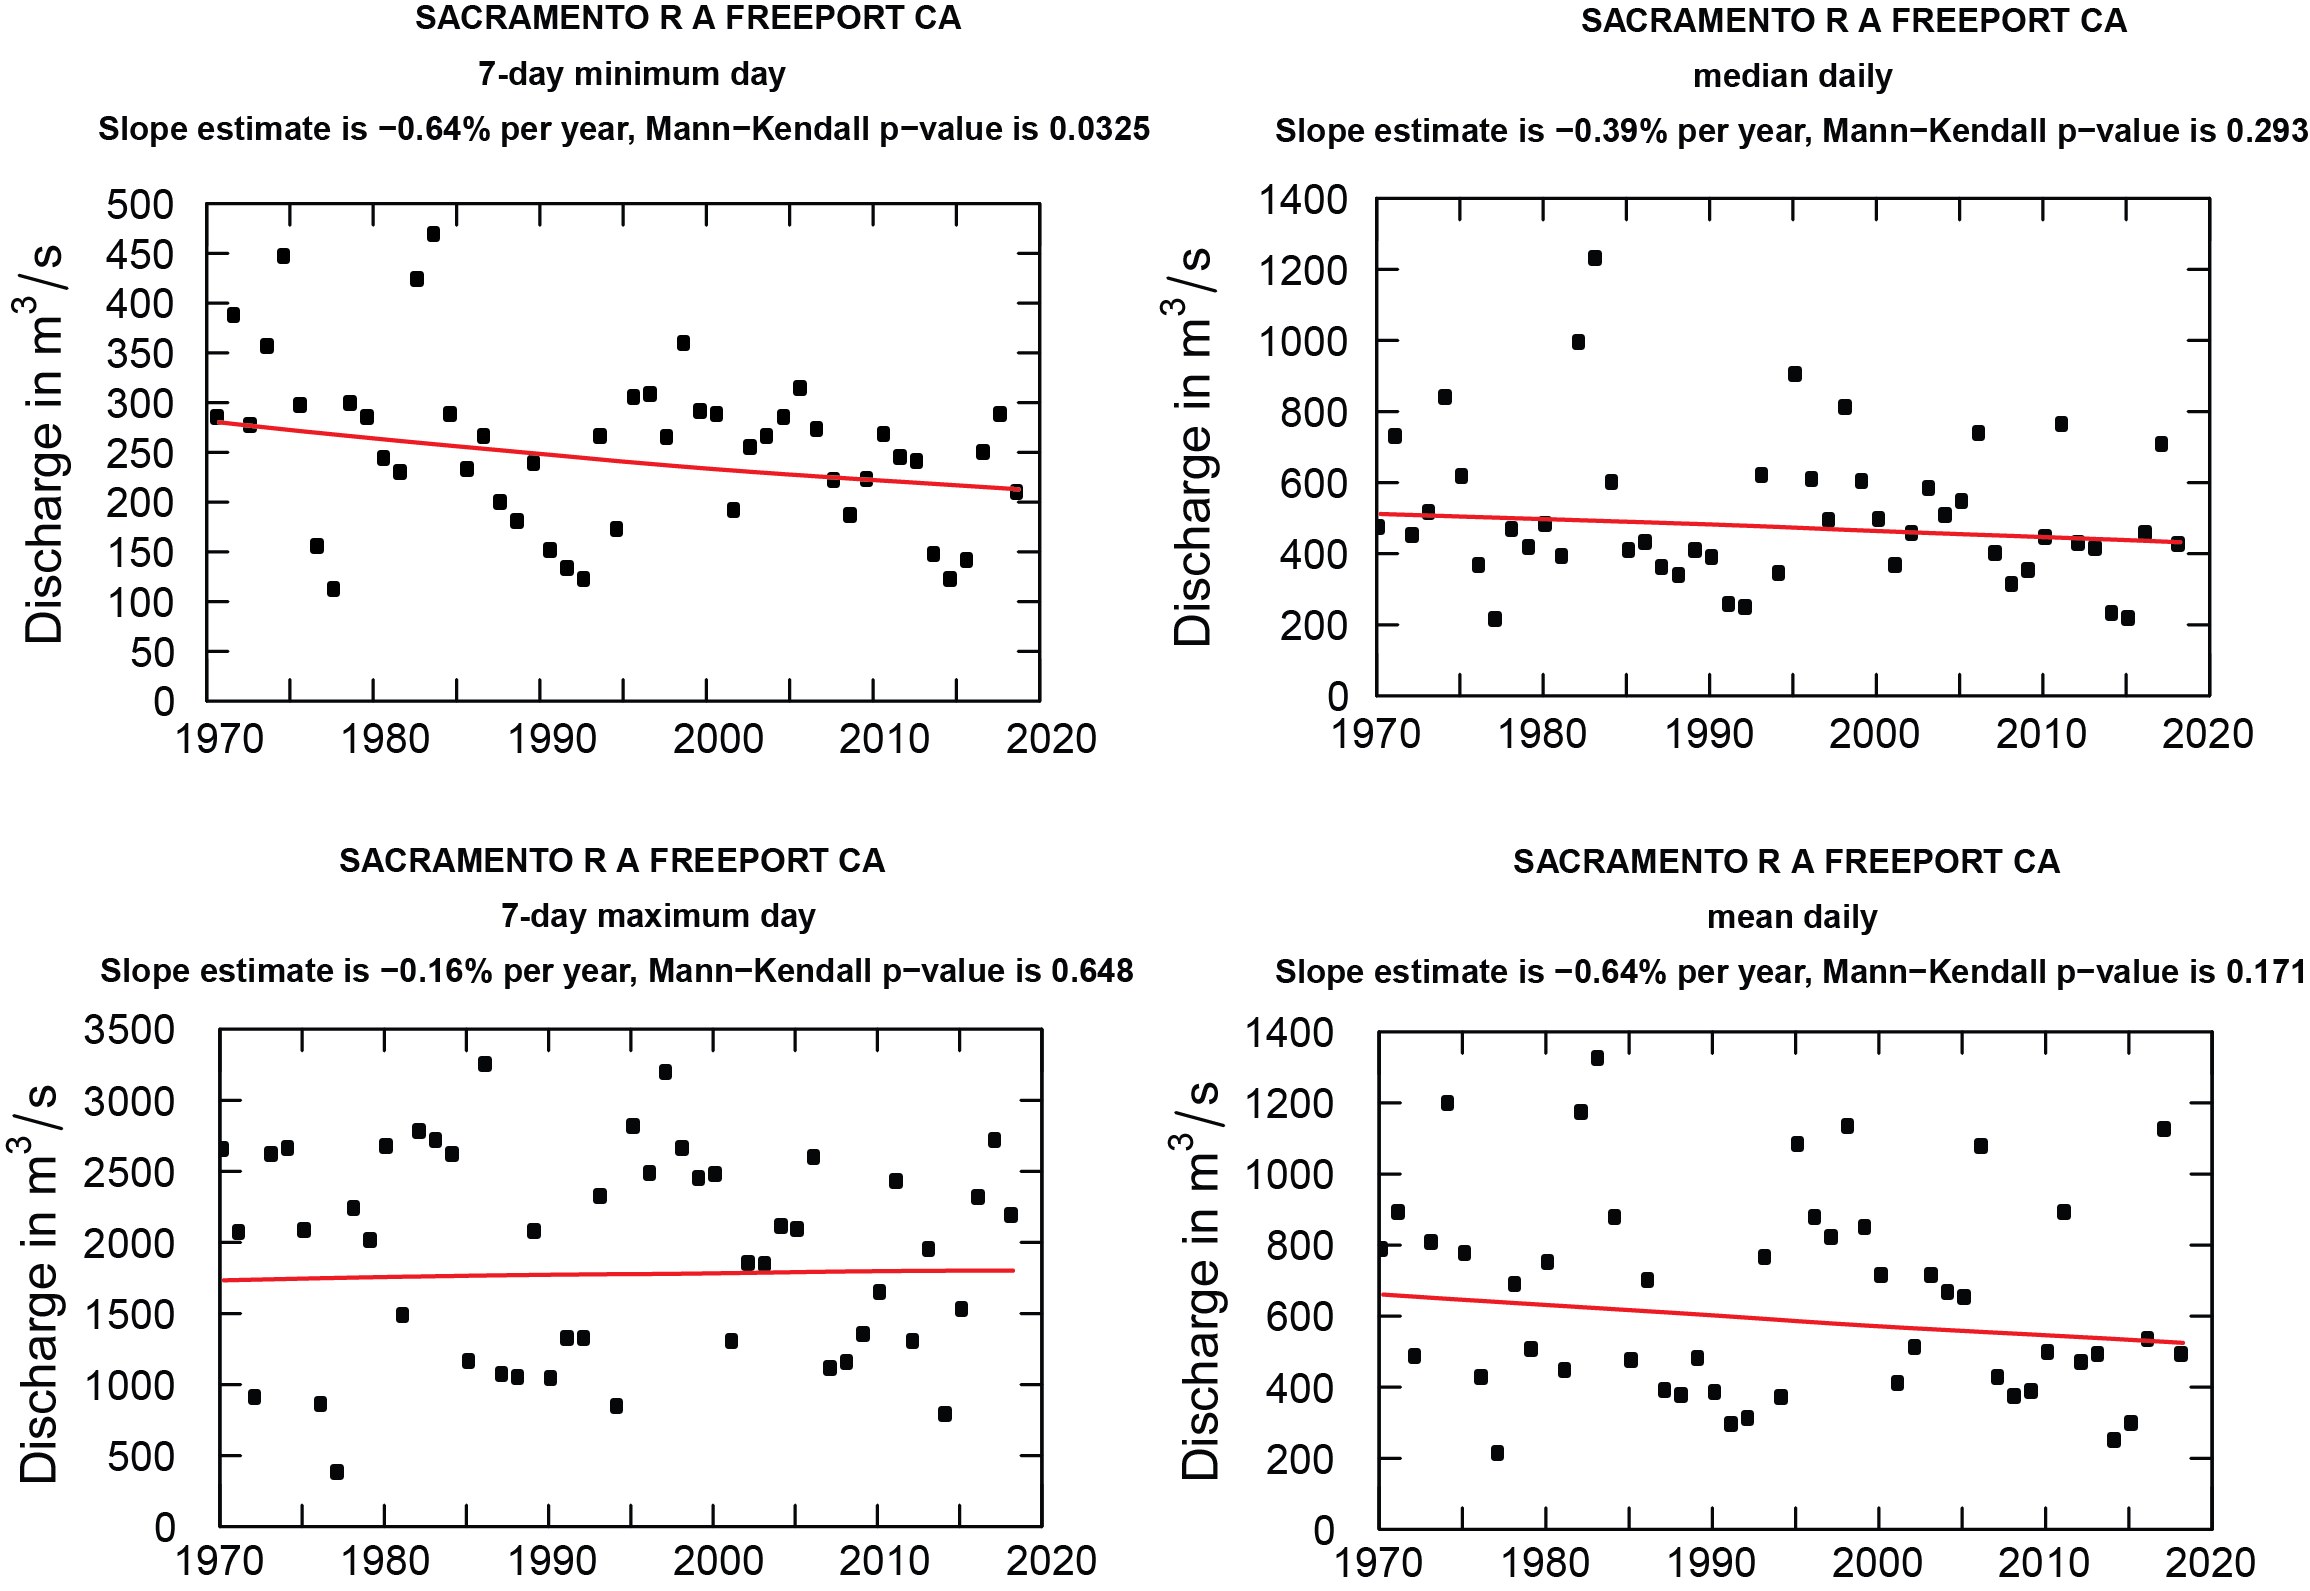 SACRAMENTO R A FREEPORT CA
7-day minimum day
Slope estimate is −0.64% per year, Mann−Kendall p−value is 0.0325
Discharge in m³/s
500
450
400
350
300
250
200
150
100
50
0
1970 1980 1990 2000 2010 2020
SACRAMENTO R A FREEPORT CA
median daily
Slope estimate is −0.39% per year, Mann−Kendall p−value is 0.293
Discharge in m³/s
1400
1200
1000
800
600
400
200
0
1970 1980 1990 2000 2010 2020
SACRAMENTO R A FREEPORT CA
7-day maximum day
Slope estimate is −0.16% per year, Mann−Kendall p−value is 0.648
Discharge in m³/s
3500
3000
2500
2000
1500
1000
500
0
1970 1980 1990 2000 2010 2020
SACRAMENTO R A FREEPORT CA
mean daily
Slope estimate is −0.64% per year, Mann−Kendall p−value is 0.171
Discharge in m³/s
1400
1200
1000
800
600
400
200
0
1970 1980 1990 2000 2010 2020